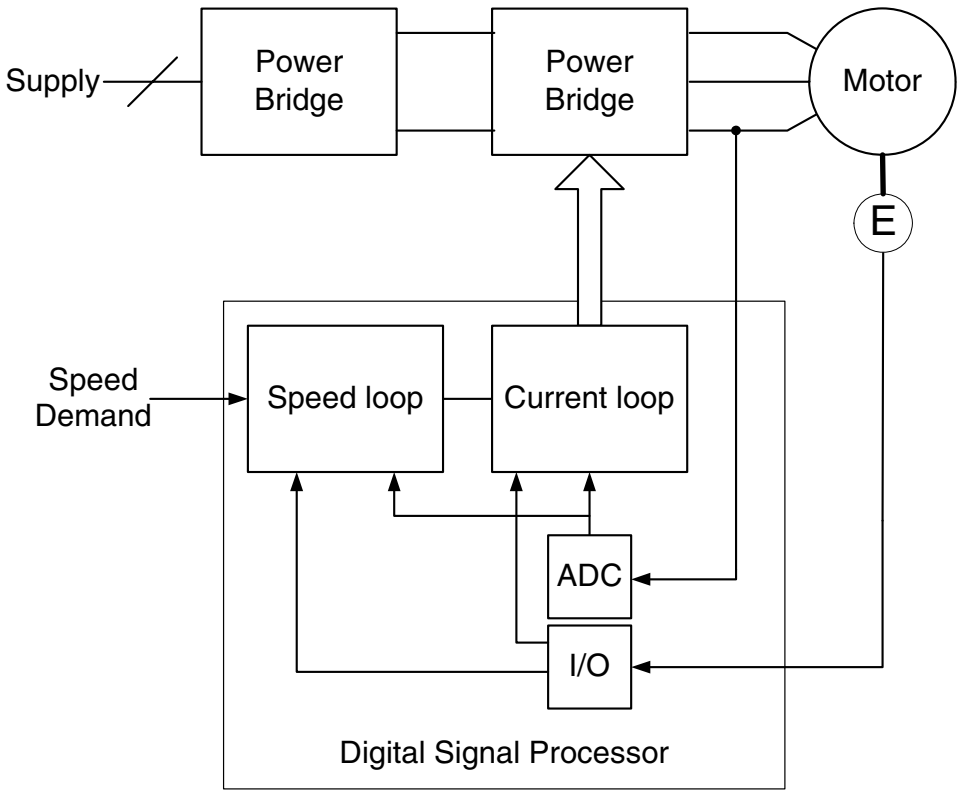 Supply
Power
Bridge
Power
Bridge
Motor
E
Speed
Demand
Speed loop
Current loop
ADC
I/O
Digital Signal Processor